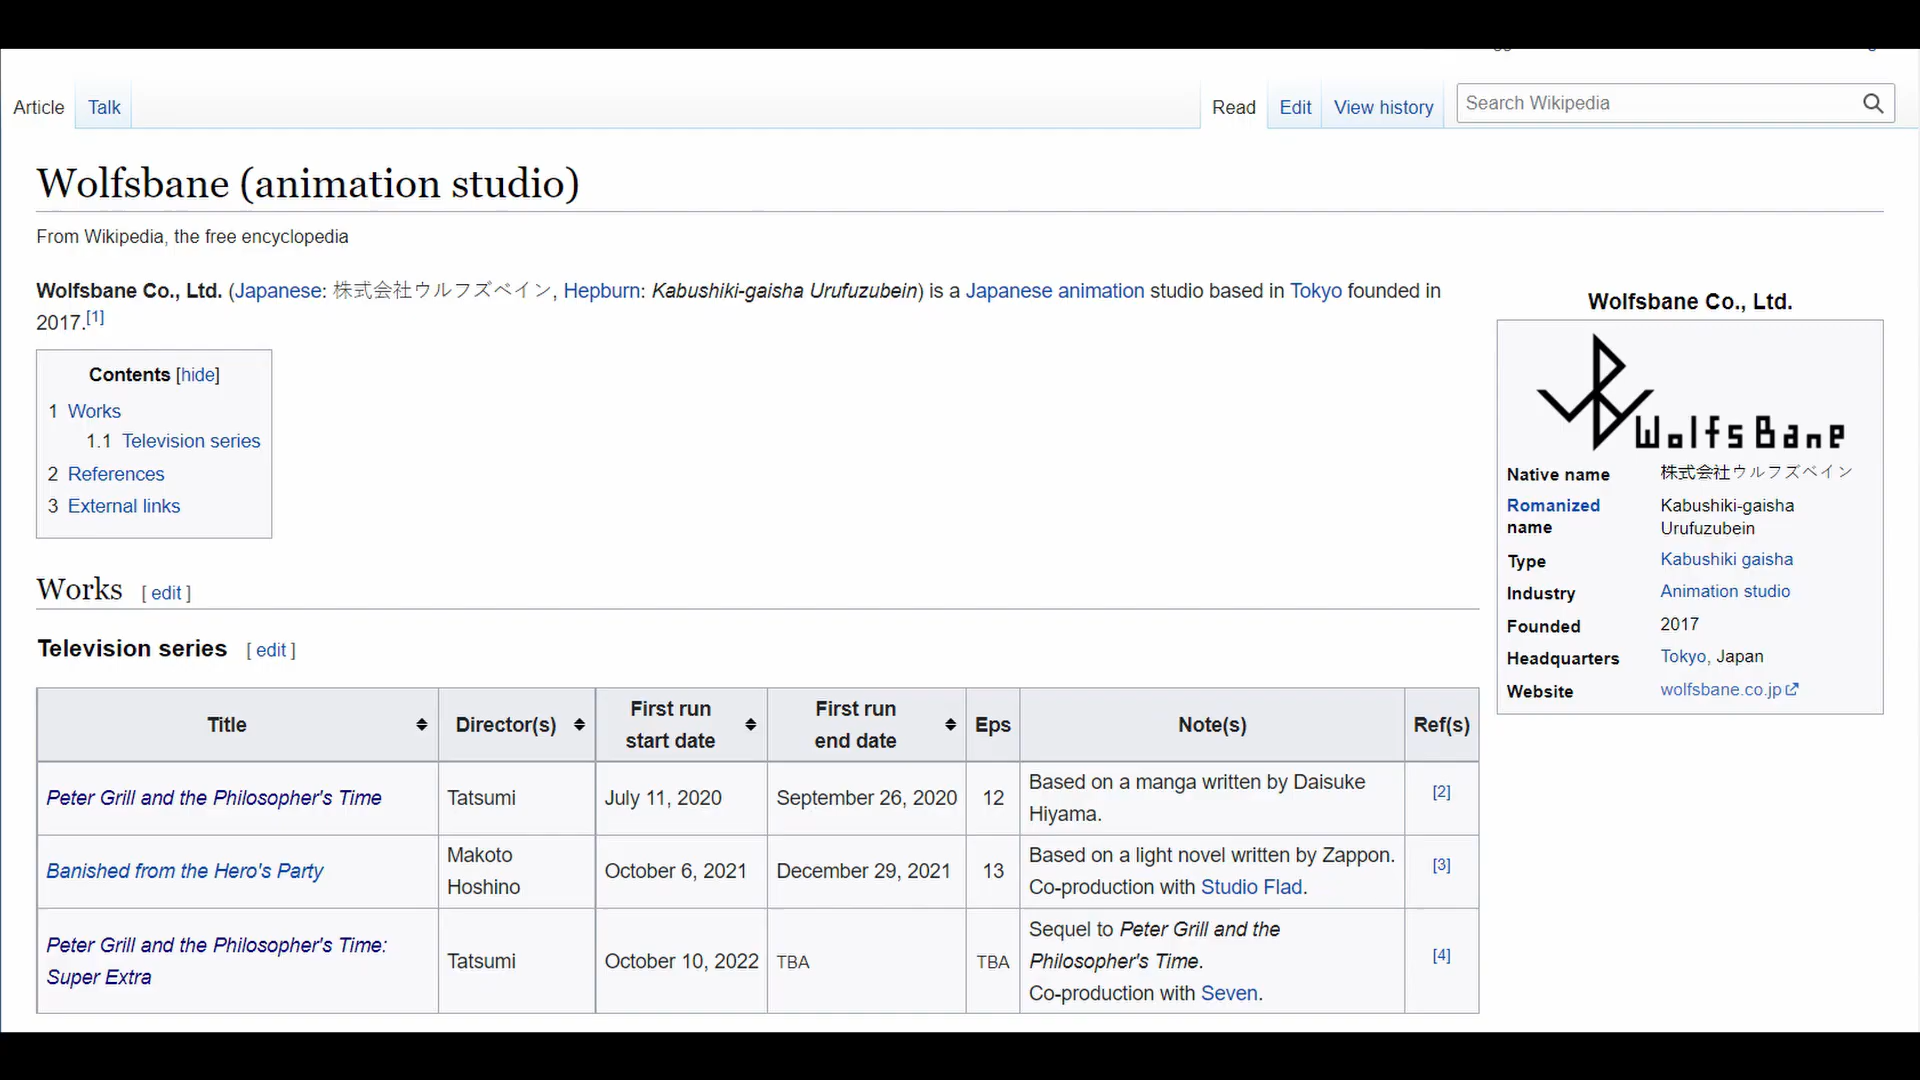 Article Talk Read Edit View history Search Wikipedia
Wolfsbane (animation studio)
From Wikipedia, the free encyclopedia
Wolfsbane Co., Ltd. (Japanese: 株式会社ウルフズベイン, Hepburn: Kabushiki-gaisha Urufuzubein) is a Japanese animation studio based in Tokyo founded in
2017.[1]
Contents [hide]
1 Works
1.1 Television series
2 References
3 External links
Wolfsbane Co., Ltd.
WolfsBane
Native name 株式会社ウルフズベイン
Romanized name Kabushiki-gaisha
Urufuzubein
Type Kabushiki gaisha
Industry Animation studio
Founded 2017
Headquarters Tokyo, Japan
Website wolfsbane.co.jp
Works [ edit ]
Television series [ edit ]
Title Director(s) First run start date First run end date Eps Note(s) Ref(s)
Peter Grill and the Philosopher's Time Tatsumi July 11, 2020 September 26, 2020 12 Based on a manga written by Daisuke
Hiyama. [2]
Banished from the Hero's Party Makoto Hoshino October 6, 2021 December 29, 2021 13 Based on a light novel written by Zappon.
Co-production with Studio Flad. [3]
Peter Grill and the Philosopher's Time:
Super Extra Tatsumi October 10, 2022 TBA TBA Sequel to Peter Grill and the
Philosopher's Time.
Co-production with Seven. [4]